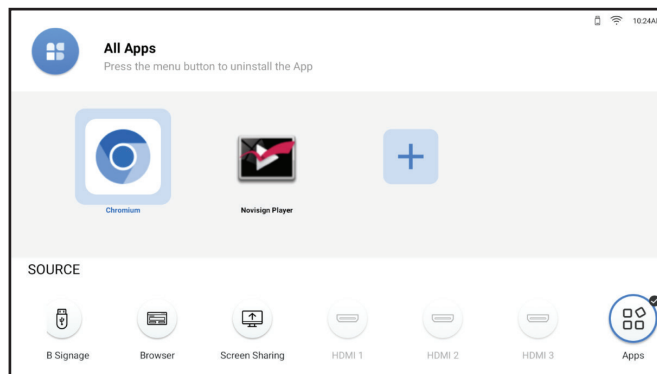 10:24A
All Apps
Press the menu button to uninstall the App
Chromium
Novisign Player
SOURCE
B Signage
Browser
Screen Sharing
HDMI 1
HDMI 2
HDMI 3
Apps